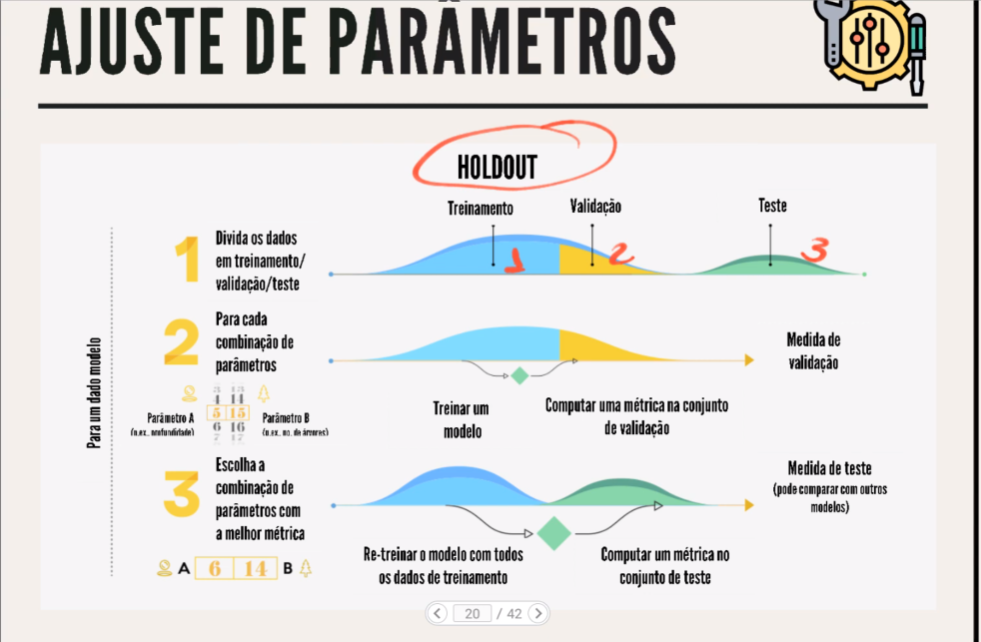 AJUSTE DE PARÂMETROS
HOLDOUT
Treinamento
Validação
Teste
1
Divida os dados
em treinamento/
validação/teste
1
2
3
Para um dado modelo
2
Para cada
combinação de
parâmetros
Medida de
validação
Treinar um
modelo
Computar uma métrica na conjunto
de validação
Parâmetro A
(p.ex., profundidade)
4 14
5 15
6 16
7 17
Parâmetro B
(p.ex., no. de árvores)
3
Escolha a
combinação de
parâmetros com
a melhor métrica
Medida de teste
(pode comparar com outros
modelos)
Re-treinar o modelo com todos
os dados de treinamento
Computar um métrica no
conjunto de teste
A 6 14 B
20 / 42